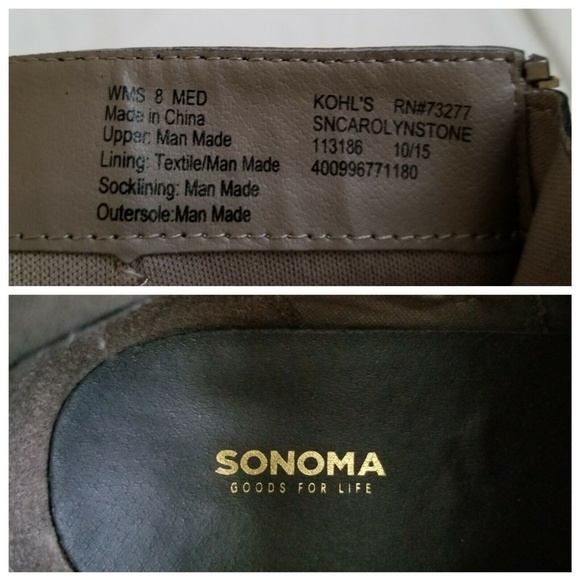 WMS 8 MED
Made in China
Upper: Man Made
Lining: Textile/Man Made
Socklining: Man Made
Outersole:Man Made
KOHL'S RN#73277
SNCAROLYNSTONE
113186 10/15
400996771180
SONOMA
GOODS FOR LIFE